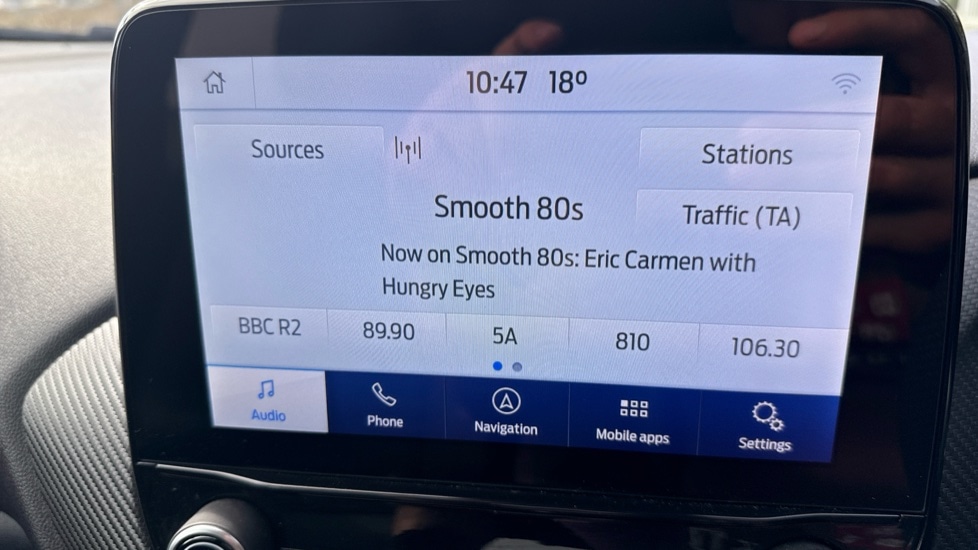 10:47 18º
Sources
Stations
Smooth 80s
Traffic (TA)
Now on Smooth 80s: Eric Carmen with
Hungry Eyes
BBC R2 89.90 5A 810 106.30
Audio Phone Navigation Mobile apps Settings